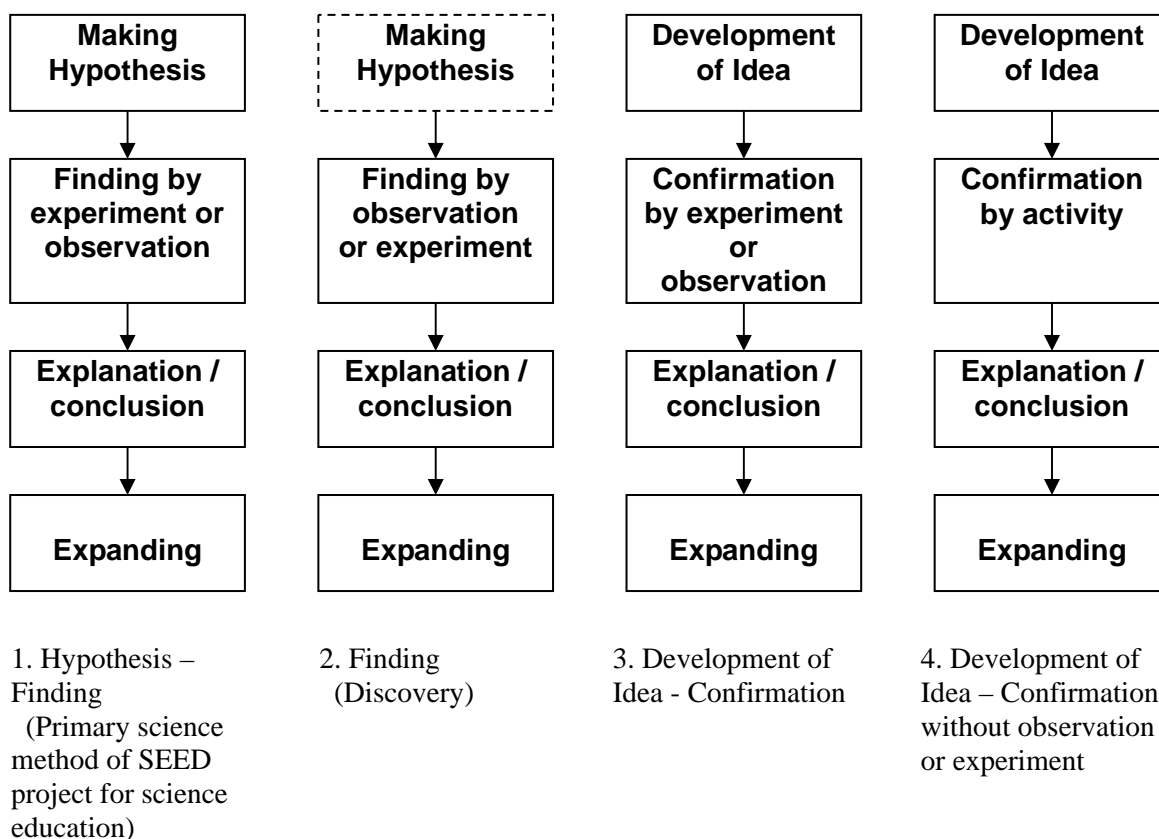 Making
Hypothesis
Finding by
experiment or
observation
Explanation /
conclusion
Expanding
1. Hypothesis –
Finding
(Primary science
method of SEED
project for science
education)
Making
Hypothesis
Finding by
observation
or experiment
Explanation /
conclusion
Expanding
2. Finding
(Discovery)
Development
of Idea
Confirmation
by experiment
or
observation
Explanation /
conclusion
Expanding
3. Development of
Idea - Confirmation
Development
of Idea
Confirmation
by activity
Explanation /
conclusion
Expanding
4. Development of
Idea – Confirmation
without observation
or experiment